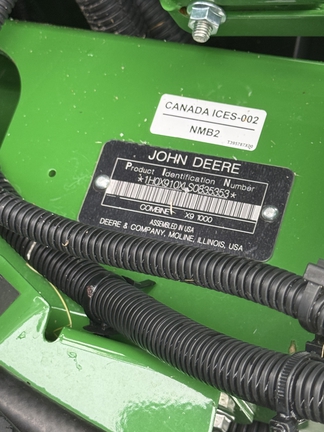 CANADA ICES-002
NMB2
JOHN DEERE
Product Identification Number
*1H0X910XLS0835353*
COMBINE X9 1000
ASSEMBLED IN USA
DEERE & COMPANY, MOLINE, ILLINOIS, USA